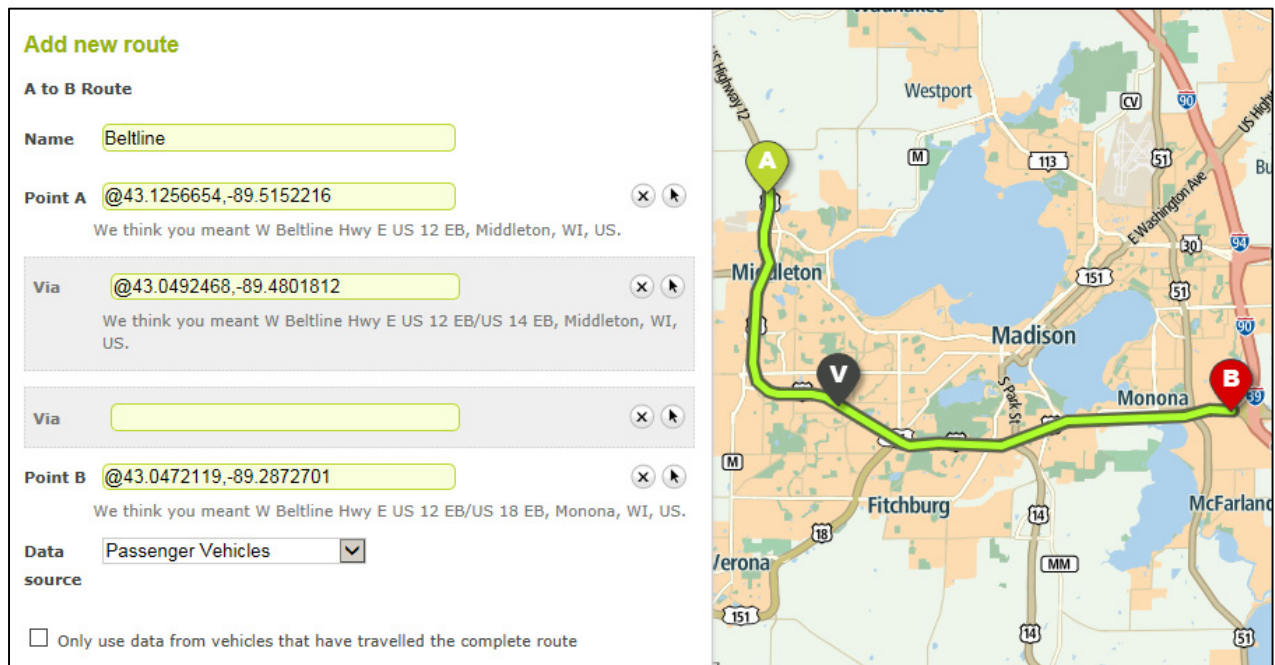 Add new route
A to B Route
Name Beltline
Point A @43.1256654,-89.5152216
We think you meant W Beltline Hwy E US 12 EB, Middleton, WI, US.
Via @43.0492468,-89.4801812
We think you meant W Beltline Hwy E US 12 EB/US 14 EB, Middleton, WI,
US.
Via
Point B @43.0472119,-89.2872701
We think you meant W Beltline Hwy E US 12 EB/US 18 EB, Monona, WI, US.
Data
source
Passenger Vehicles
Only use data from vehicles that have travelled the complete route
Waunakee
US Highway 12
Westport
CV
90
US High
A
M
113
51
Bu
E Washington Ave
30
94
Middleton
151
51
90
Madison
V
S Park St
B
Monona
39
M
Fitchburg
14
McFarland
18
Verona
MM
151
14
51